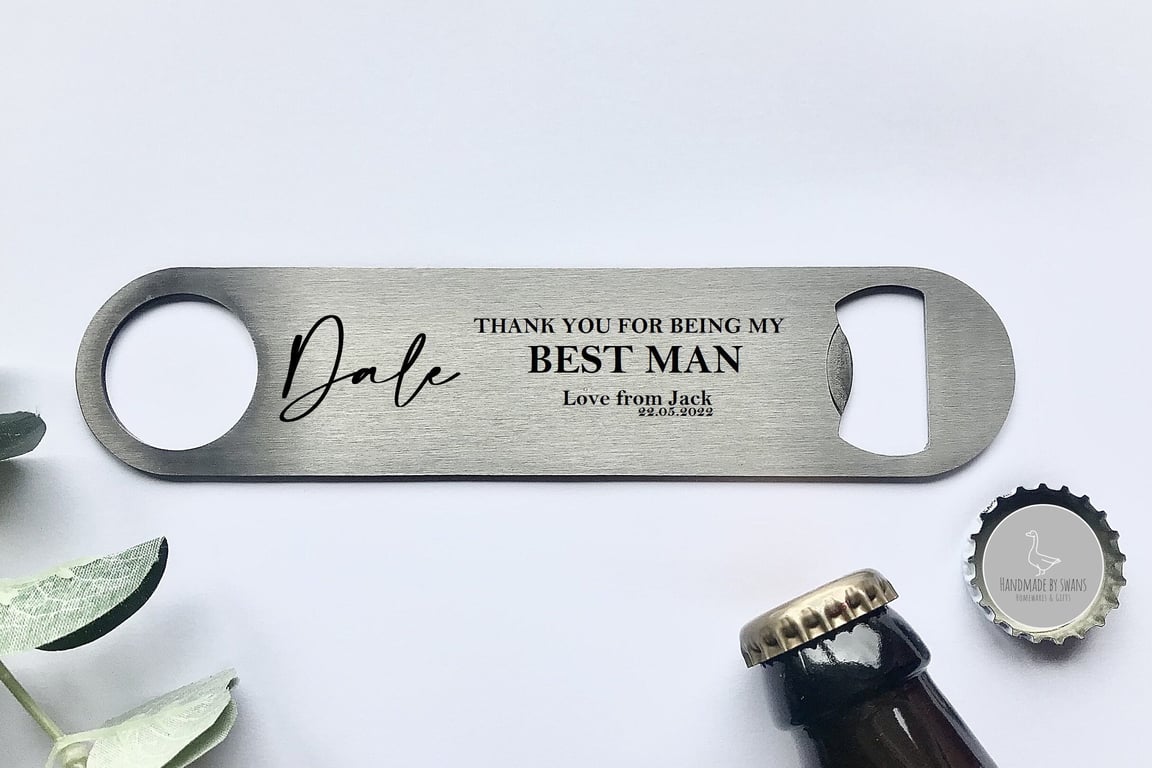 Dale
THANK YOU FOR BEING MY
BEST MAN
Love from Jack
22.05.2022
HANDMADE BY SWANS
HOMEWARES & GIFTS